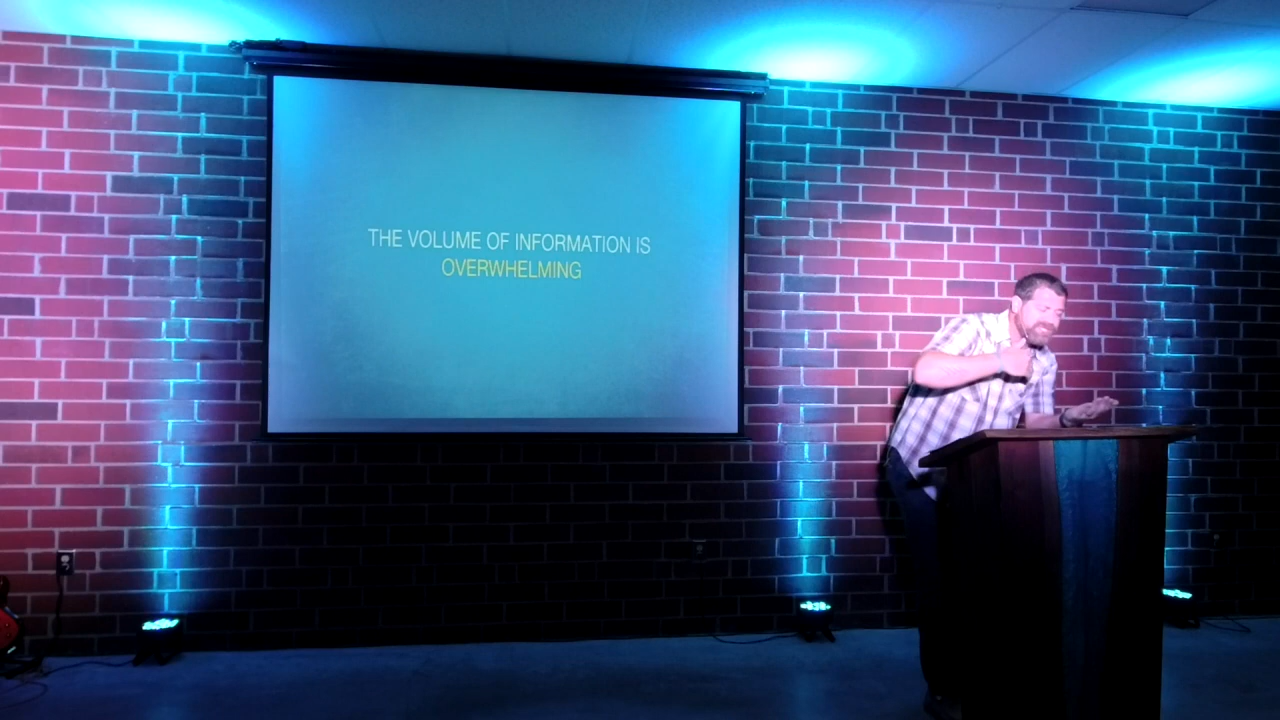 THE VOLUME OF INFORMATION IS
OVERWHELMING